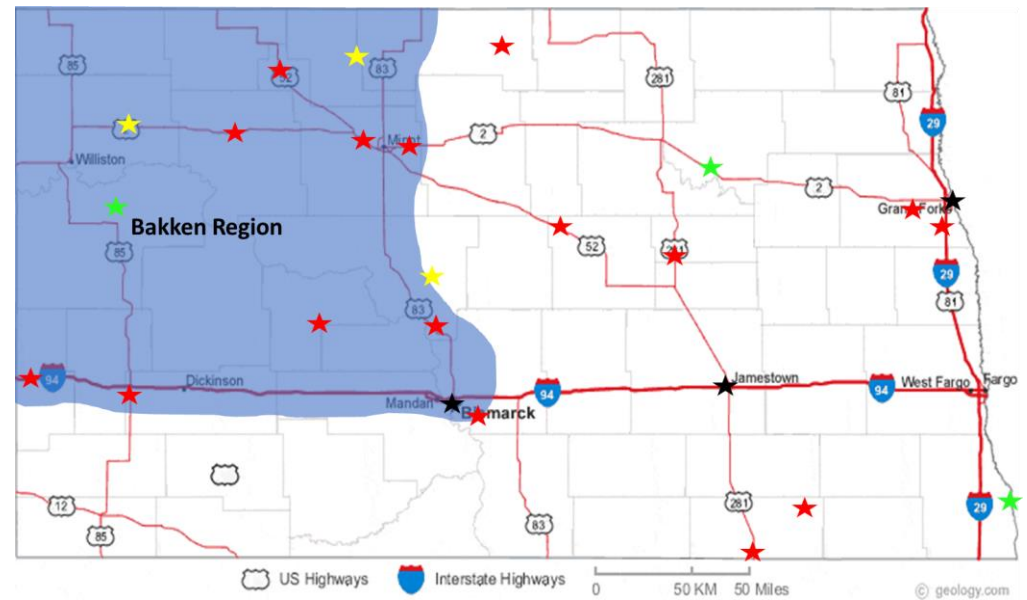 85
52
83
281
81
29
2
Minot
2
Williston
2
Grand Forks
Bakken Region
85
52
281
29
83
81
94
Dickinson
94
Jamestown
94
West Fargo
Fargo
Mandan
Bismarck
12
85
83
281
29
US Highways
Interstate Highways
0
50 KM
50 Miles
© geology.com